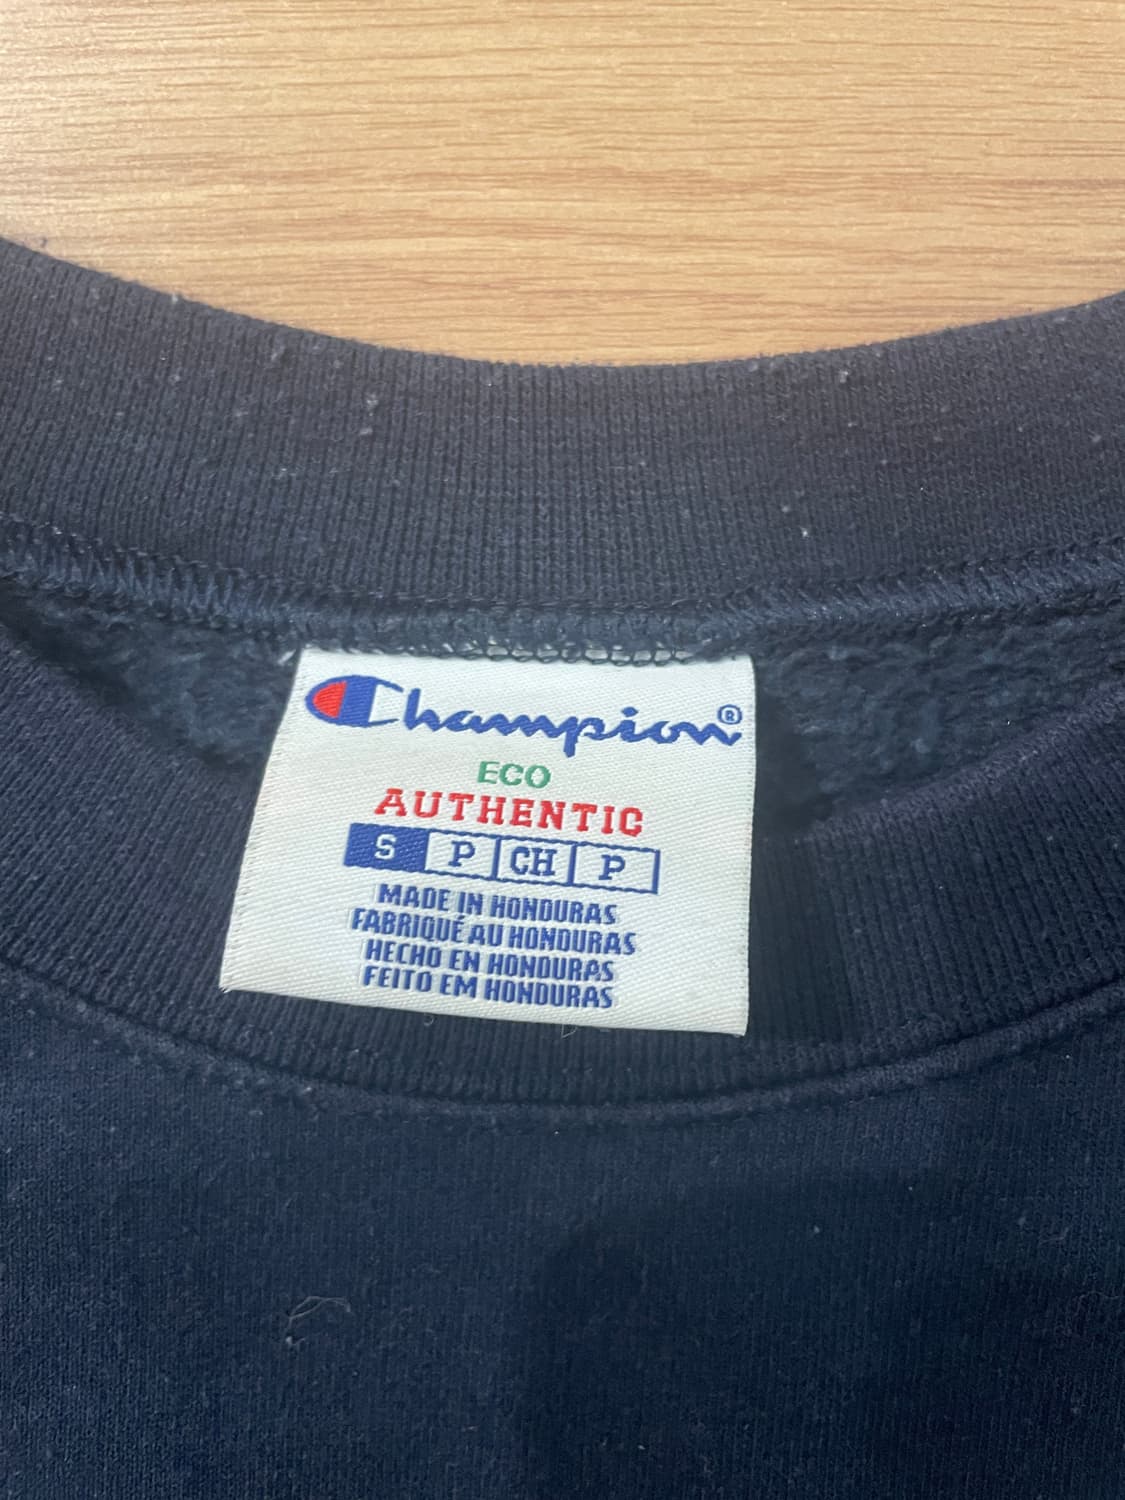 Champion®
ECO
AUTHENTIC
S P CH P
MADE IN HONDURAS
FABRIQUÉ AU HONDURAS
HECHO EN HONDURAS
FEITO EM HONDURAS